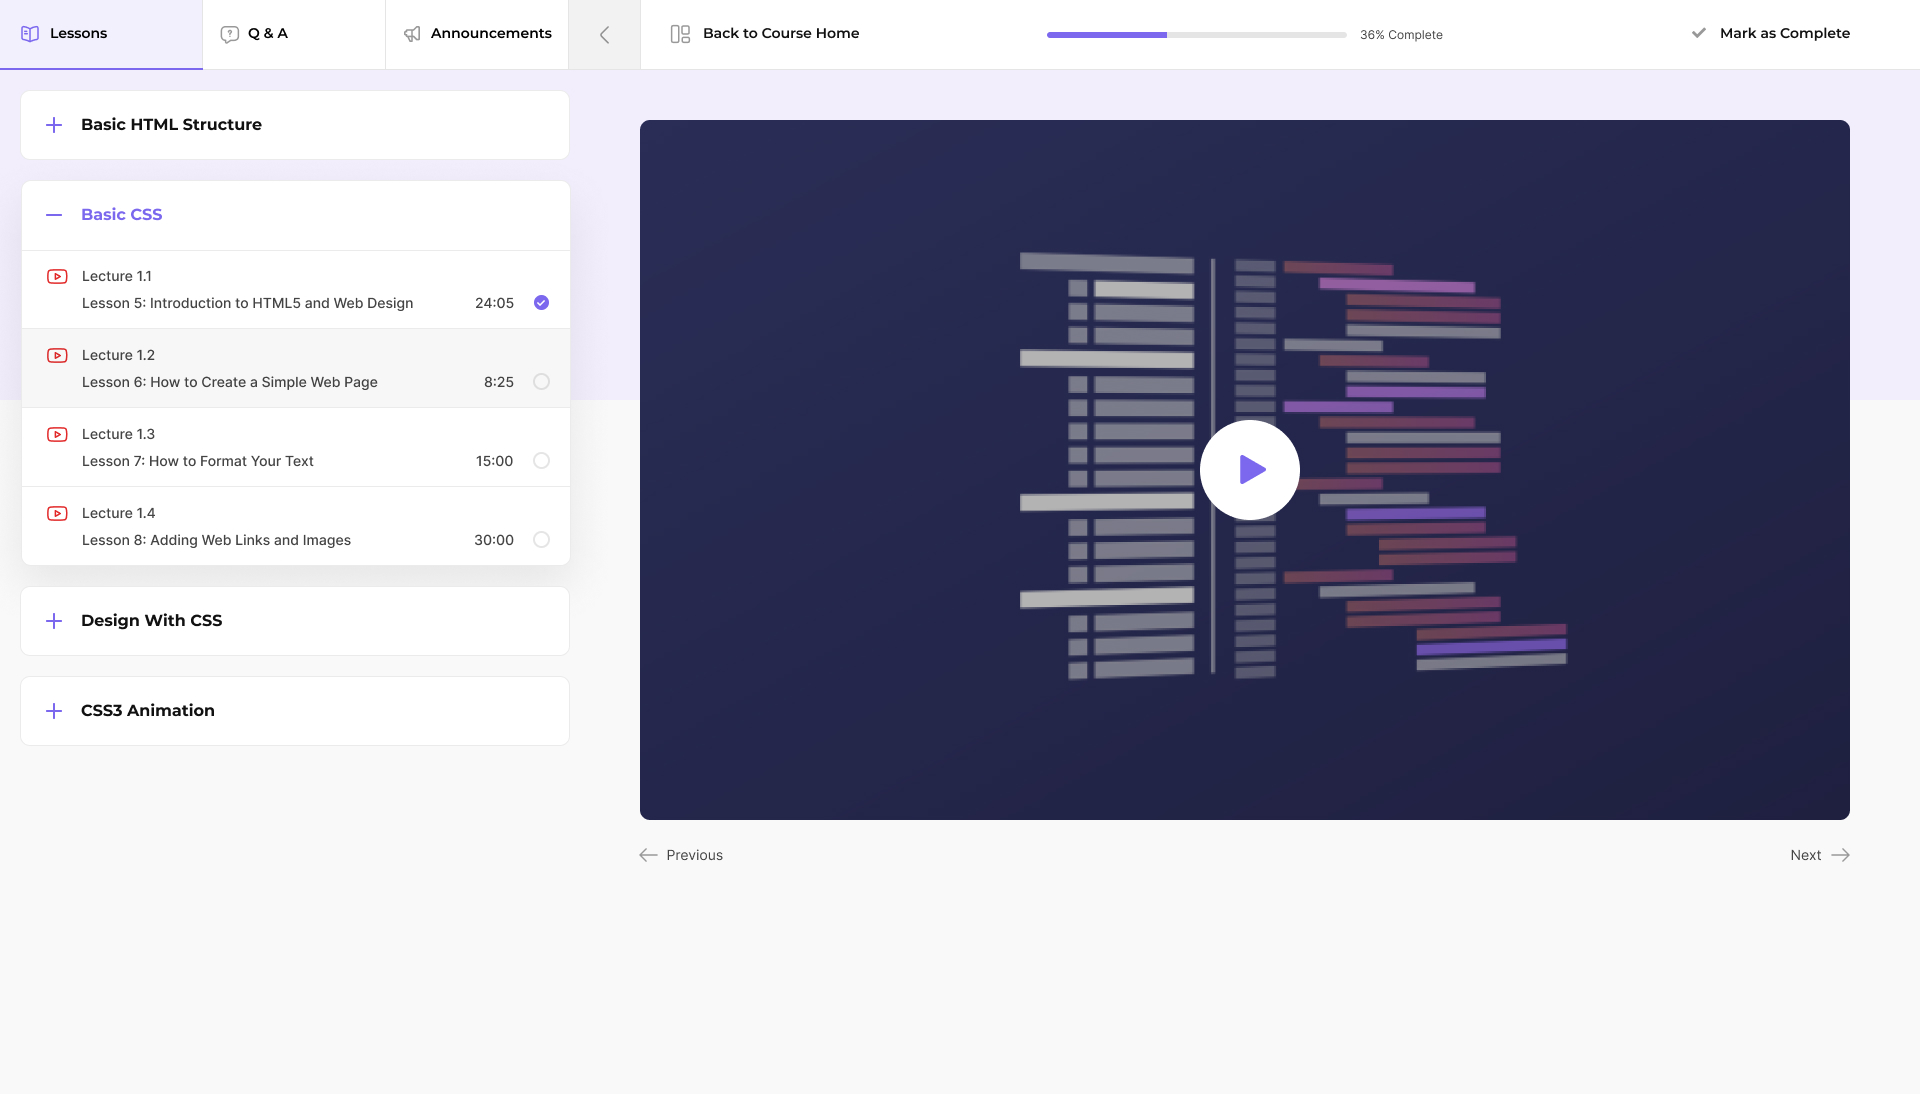 Lessons
Q & A
Announcements
Back to Course Home
36% Complete
Mark as Complete
Basic HTML Structure
Basic CSS
Lecture 1.1
Lesson 5: Introduction to HTML5 and Web Design 24:05
Lecture 1.2
Lesson 6: How to Create a Simple Web Page 8:25
Lecture 1.3
Lesson 7: How to Format Your Text 15:00
Lecture 1.4
Lesson 8: Adding Web Links and Images 30:00
Design With CSS
CSS3 Animation
Previous
Next